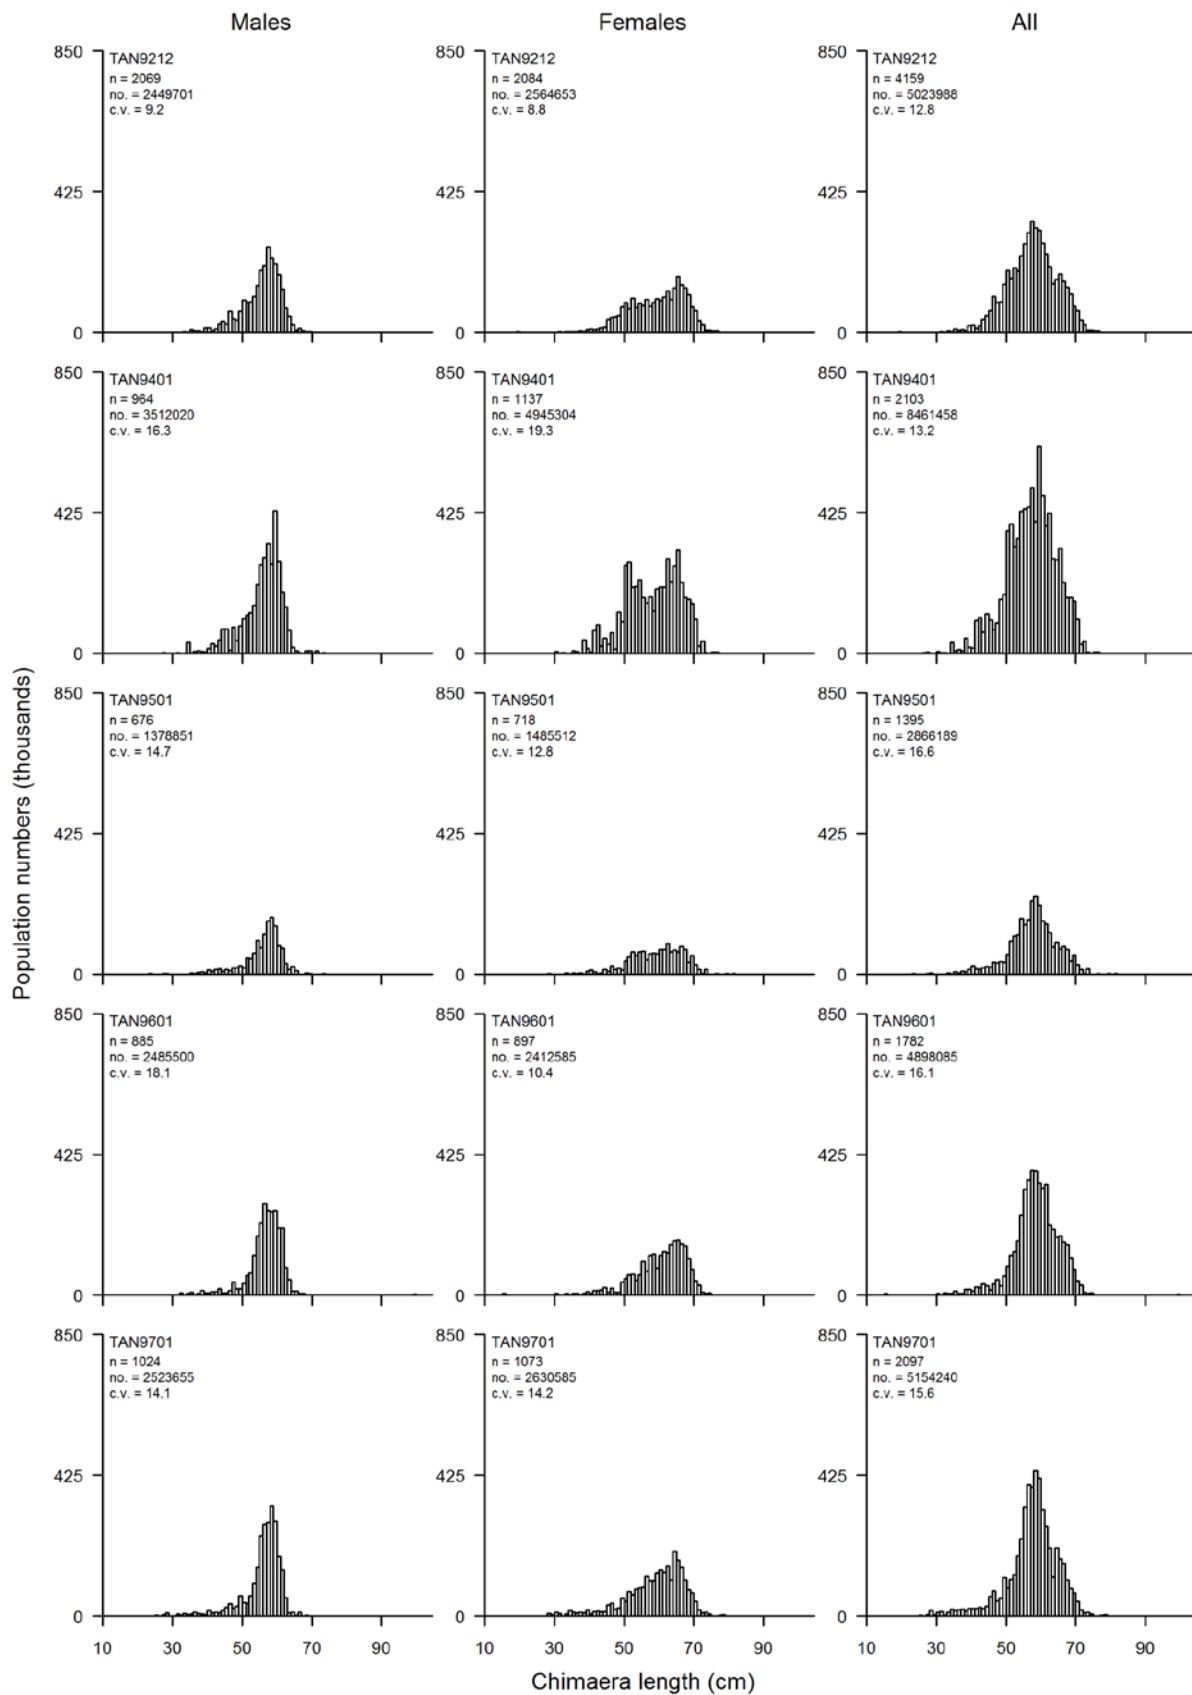 Males Females All
850 TAN9212 850 TAN9212 850 TAN9212
n = 2069 n = 2084 n = 4159
no. = 2449701 no. = 2564653 no. = 5023988
c.v. = 9.2 c.v. = 8.8 c.v. = 12.8
425 425 425
0 0 0
850 TAN9401 850 TAN9401 850 TAN9401
n = 964 n = 1137 n = 2103
no. = 3512020 no. = 4945304 no. = 8461458
c.v. = 16.3 c.v. = 19.3 c.v. = 13.2
425 425 425
0 0 0
Population numbers (thousands)
850 TAN9501 850 TAN9501 850 TAN9501
n = 676 n = 718 n = 1395
no. = 1378851 no. = 1485512 no. = 2866189
c.v. = 14.7 c.v. = 12.8 c.v. = 16.6
425 425 425
0 0 0
850 TAN9601 850 TAN9601 850 TAN9601
n = 885 n = 897 n = 1782
no. = 2485500 no. = 2412585 no. = 4898085
c.v. = 18.1 c.v. = 10.4 c.v. = 16.1
425 425 425
0 0 0
850 TAN9701 850 TAN9701 850 TAN9701
n = 1024 n = 1073 n = 2097
no. = 2523655 no. = 2630585 no. = 5154240
c.v. = 14.1 c.v. = 14.2 c.v. = 15.6
425 425 425
0 0 0
10 30 50 70 90 10 30 50 70 90 10 30 50 70 90
Chimaera length (cm)